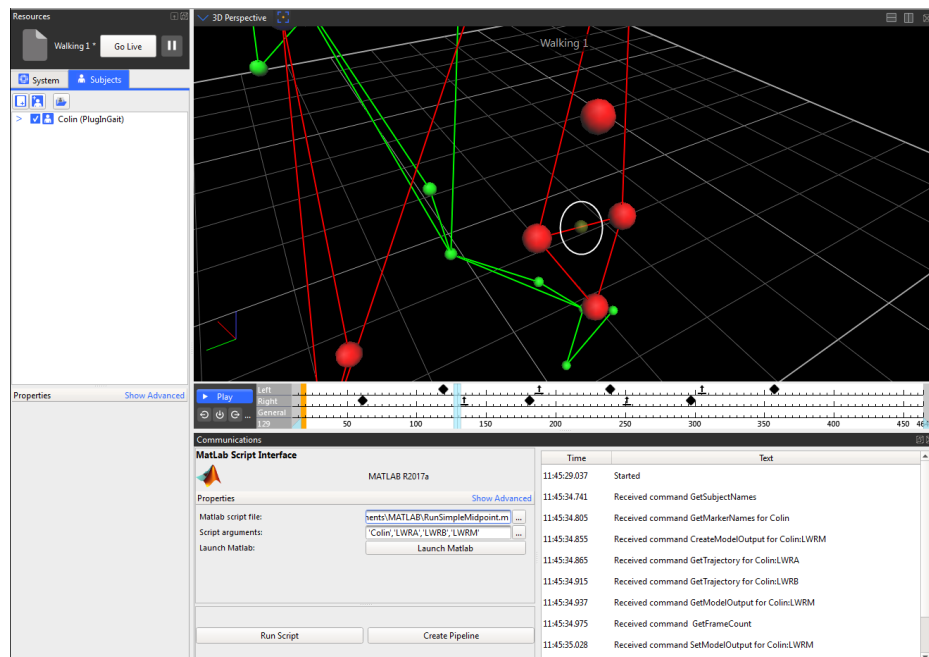 Resources
Walking 1 *
Go Live
System
Subjects
Colin (PlugInGait)
Properties
Show Advanced
3D Perspective
Walking 1
Play
Left
Right
General
129
50
100
150
200
250
300
350
400
450
Communications
MatLab Script Interface
MATLAB R2017a
Properties
Show Advanced
Matlab script file:
ents\MATLAB\RunSimpleMidpoint.m
...
Script arguments:
'Colin','LWRA','LWRB','LWRM'
...
Launch Matlab:
Launch Matlab
Run Script
Create Pipeline
Time Text
11:45:29.037 Started
11:45:34.741 Received command GetSubjectNames
11:45:34.805 Received command GetMarkerNames for Colin
11:45:34.855 Received command CreateModelOutput for Colin:LWRM
11:45:34.865 Received command GetTrajectory for Colin:LWRA
11:45:34.915 Received command GetTrajectory for Colin:LWRB
11:45:34.937 Received command GetModelOutput for Colin:LWRM
11:45:34.975 Received command GetFrameCount
11:45:35.028 Received command SetModelOutput for Colin:LWRM